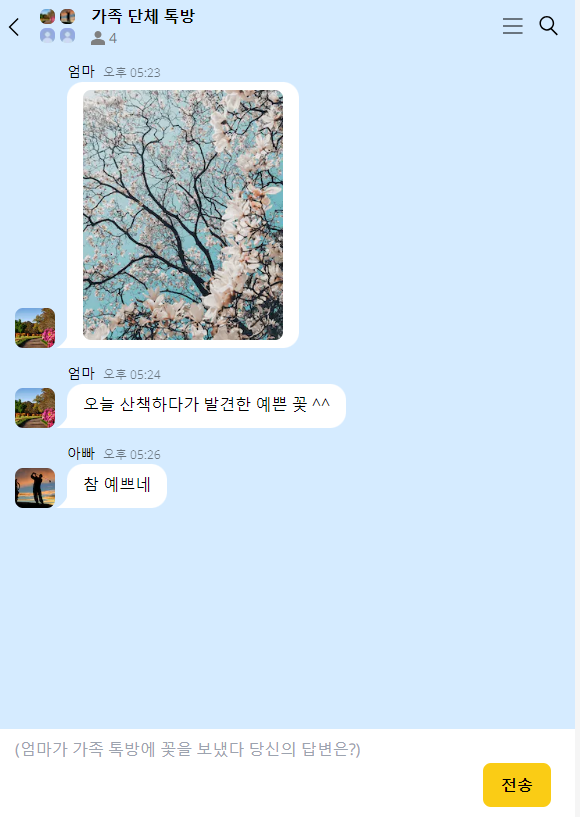 가족 단체 톡방
4
엄마 오후 05:23
엄마 오후 05:24
오늘 산책하다가 발견한 예쁜 꽃 ^^
아빠 오후 05:26
참 예쁘네
(엄마가 가족 톡방에 꽃을 보냈다 당신의 답변은?)
전송